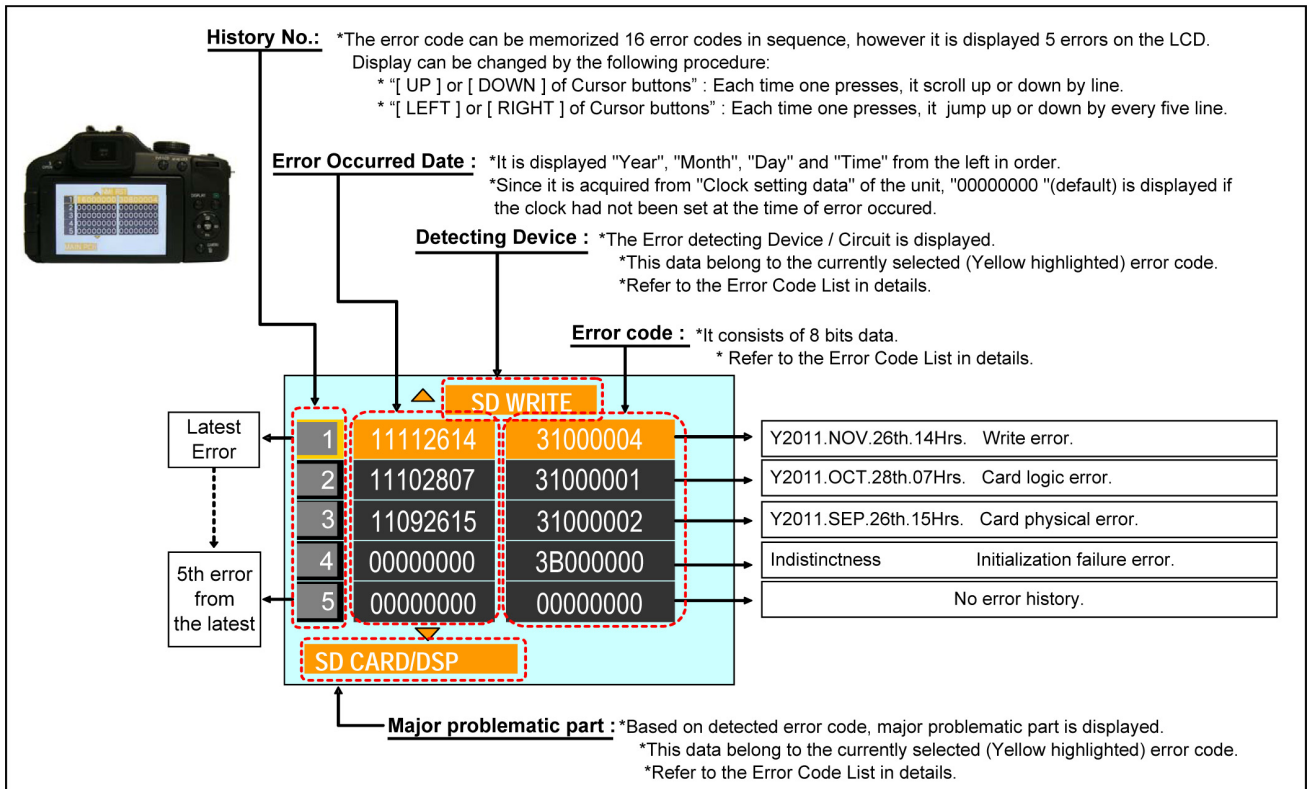 History No.: *The error code can be memorized 16 error codes in sequence, however it is displayed 5 errors on the LCD.
Display can be changed by the following procedure:
* "[ UP ] or [ DOWN ] of Cursor buttons" : Each time one presses, it scroll up or down by line.
* "[ LEFT ] or [ RIGHT ] of Cursor buttons" : Each time one presses, it jump up or down by every five line.
Error Occurred Date : *It is displayed "Year", "Month", "Day" and "Time" from the left in order.
*Since it is acquired from "Clock setting data" of the unit, "00000000 "(default) is displayed if
the clock had not been set at the time of error occured.
Detecting Device : *The Error detecting Device / Circuit is displayed.
*This data belong to the currently selected (Yellow highlighted) error code.
*Refer to the Error Code List in details.
Error code : *It consists of 8 bits data.
* Refer to the Error Code List in details.
SD WRITE
Latest
Error
1 11112614 31000004 Y2011.NOV.26th.14Hrs. Write error.
2 11102807 31000001 Y2011.OCT.28th.07Hrs. Card logic error.
3 11092615 31000002 Y2011.SEP.26th.15Hrs. Card physical error.
4 00000000 3B000000 Indistinctness Initialization failure error.
5th error
from
the latest
5 00000000 00000000 No error history.
SD CARD/DSP
Major problematic part : *Based on detected error code, major problematic part is displayed.
*This data belong to the currently selected (Yellow highlighted) error code.
*Refer to the Error Code List in details.